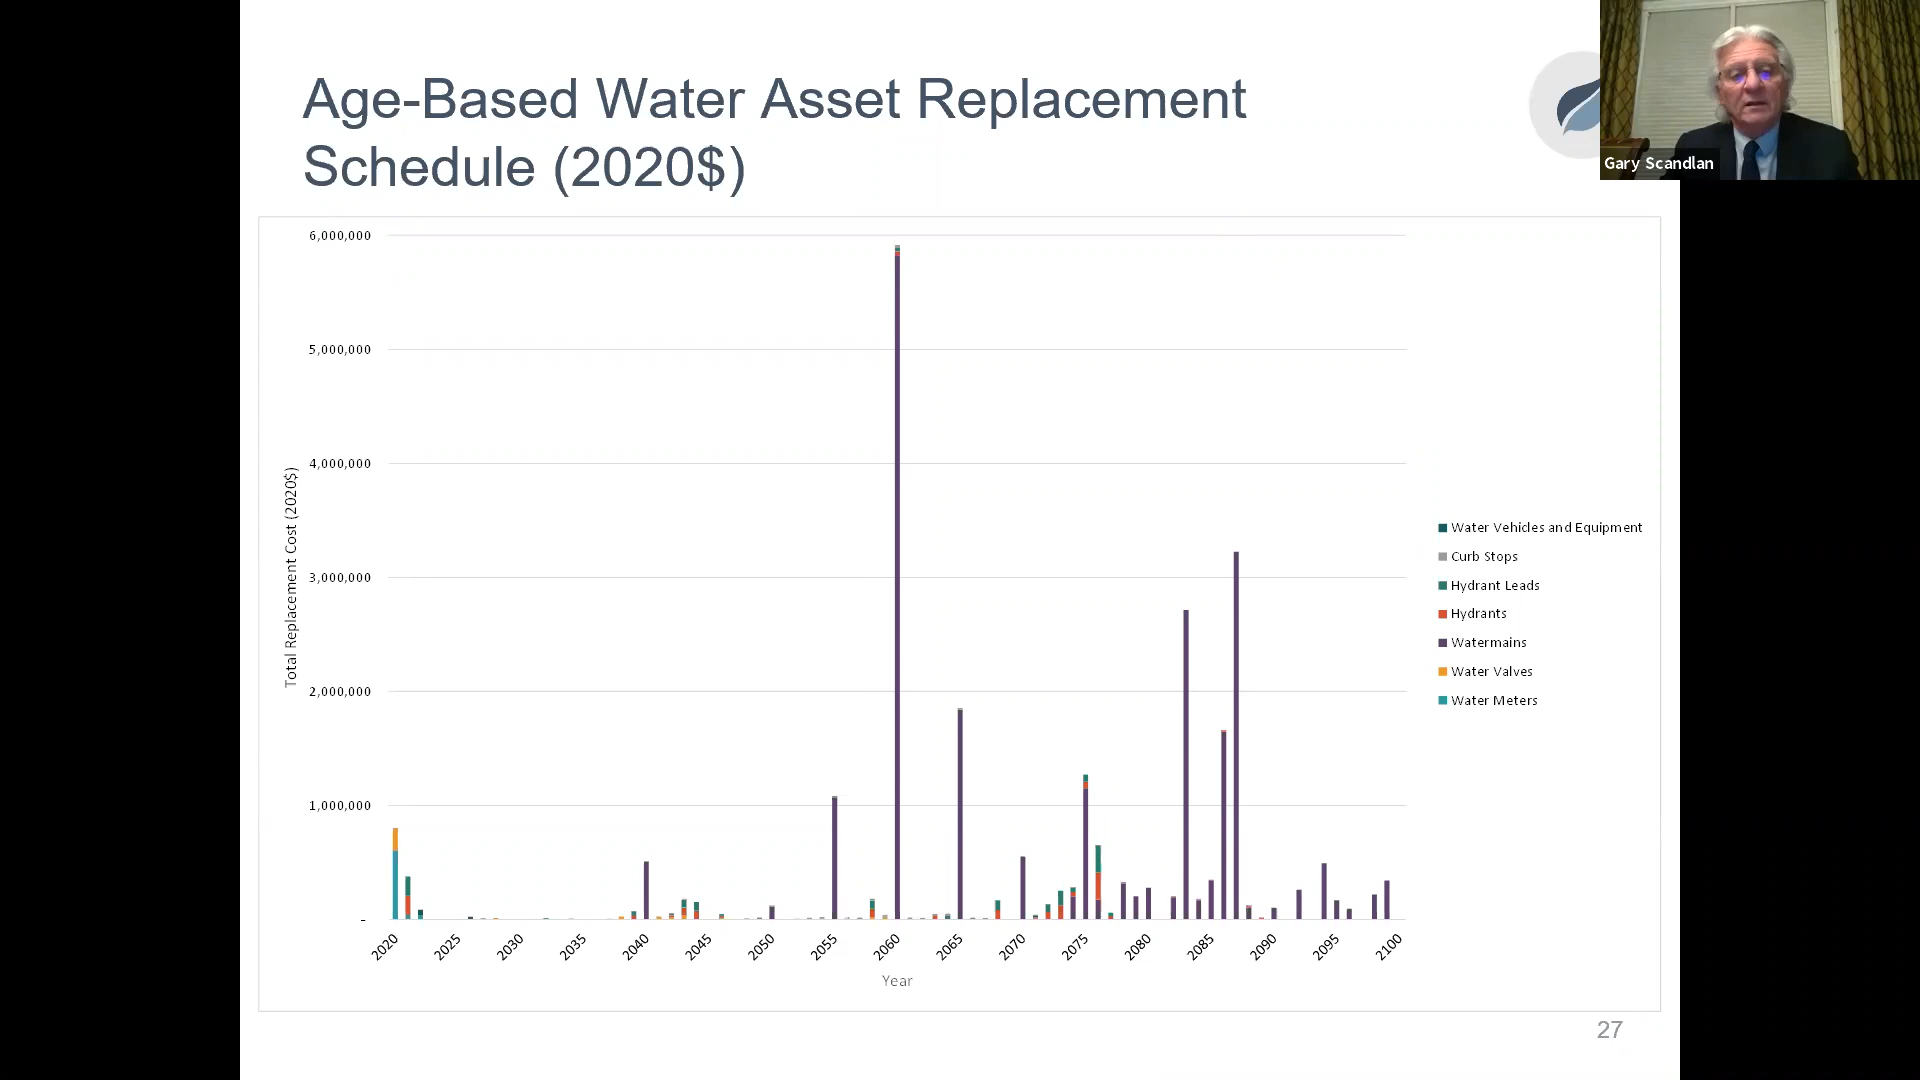 Age-Based Water Asset Replacement
Schedule (2020$)
Gary Scandlan
6,000,000
5,000,000
4,000,000
3,000,000
2,000,000
1,000,000
-
Total Replacement Cost (2020$)
2020
2025
2030
2035
2040
2045
2050
2055
2060
2065
2070
2075
2080
2085
2090
2095
2100
Year
Water Vehicles and Equipment
Curb Stops
Hydrant Leads
Hydrants
Watermains
Water Valves
Water Meters
27